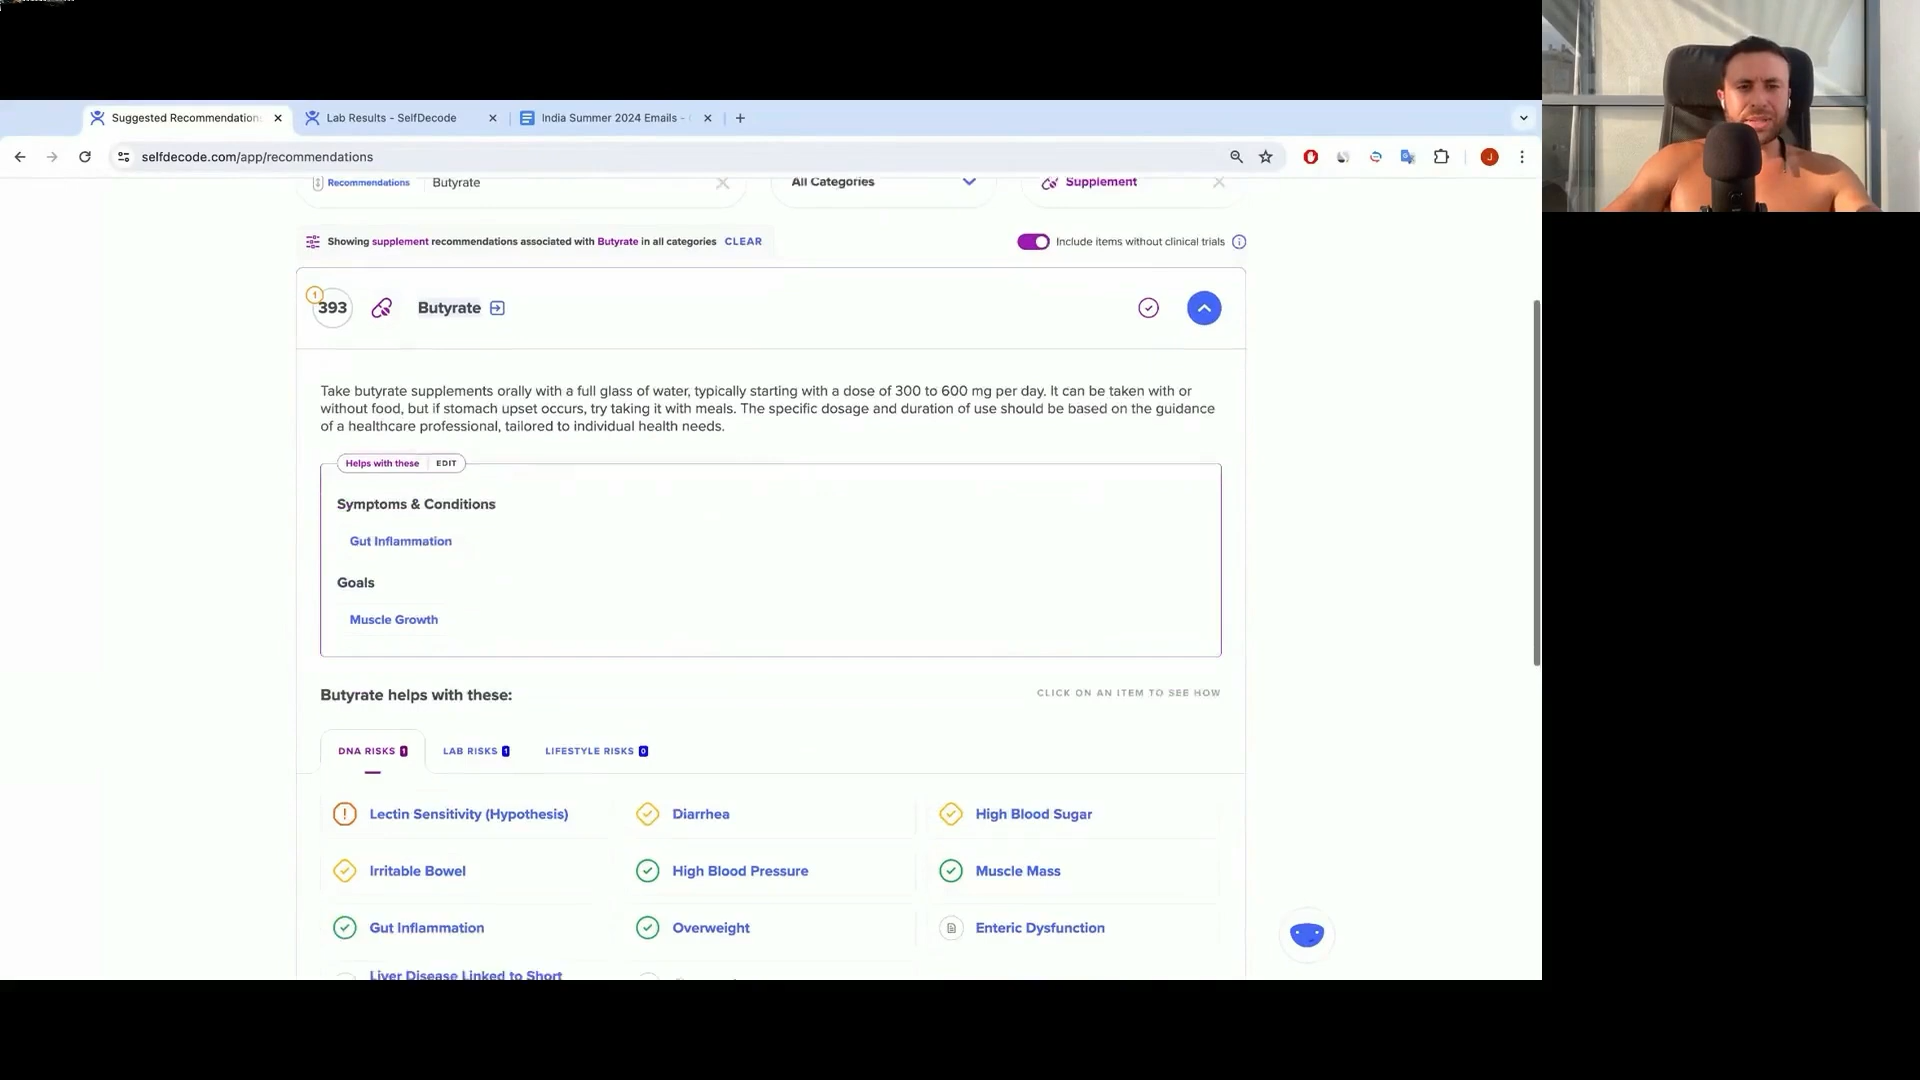 Suggested Recommendation
Lab Results - SelfDecode
India Summer 2024 Emails -
selfdecode.com/app/recommendations
J
Recommendations
Butyrate
All Categories
Supplement
Showing supplement recommendations associated with Butyrate in all categories CLEAR
Include items without clinical trials
1
393
Butyrate
Take butyrate supplements orally with a full glass of water, typically starting with a dose of 300 to 600 mg per day. It can be taken with or
without food, but if stomach upset occurs, try taking it with meals. The specific dosage and duration of use should be based on the guidance
of a healthcare professional, tailored to individual health needs.
Helps with these EDIT
Symptoms & Conditions
Gut Inflammation
Goals
Muscle Growth
Butyrate helps with these:
CLICK ON AN ITEM TO SEE HOW
DNA RISKS 1
LAB RISKS 1
LIFESTYLE RISKS 0
Lectin Sensitivity (Hypothesis)
Diarrhea
High Blood Sugar
Irritable Bowel
High Blood Pressure
Muscle Mass
Gut Inflammation
Overweight
Enteric Dysfunction
Liver Disease Linked to Short